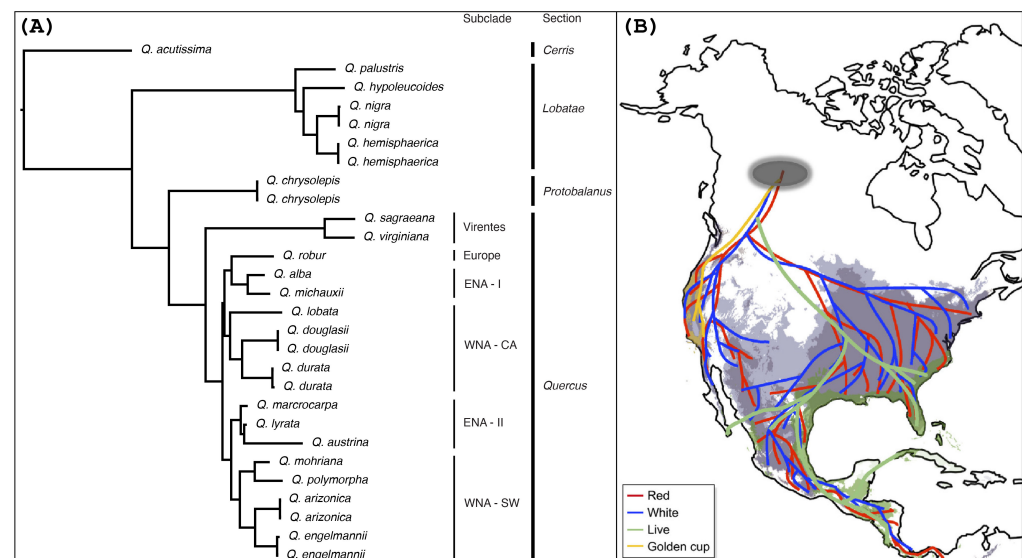 (A)
Subclade
Section
Q. acutissima
Cerris
Q. palustris
Q. hypoleucoides
Q. nigra
Q. nigra
Q. hemisphaerica
Q. hemisphaerica
Lobatae
Q. chrysolepis
Q. chrysolepis
Protobalanus
Q. sagraeana
Q. virginiana
Virentes
Q. robur
Europe
Q. alba
Q. michauxii
ENA - I
Q. lobata
Q. douglasii
Q. douglasii
Q. durata
Q. durata
WNA - CA
Quercus
Q. marcrocarpa
Q. lyrata
Q. austrina
ENA - II
Q. mohriana
Q. polymorpha
Q. arizonica
Q. arizonica
Q. engelmannii
Q. engelmannii
WNA - SW
(B)
Red
White
Live
Golden cup